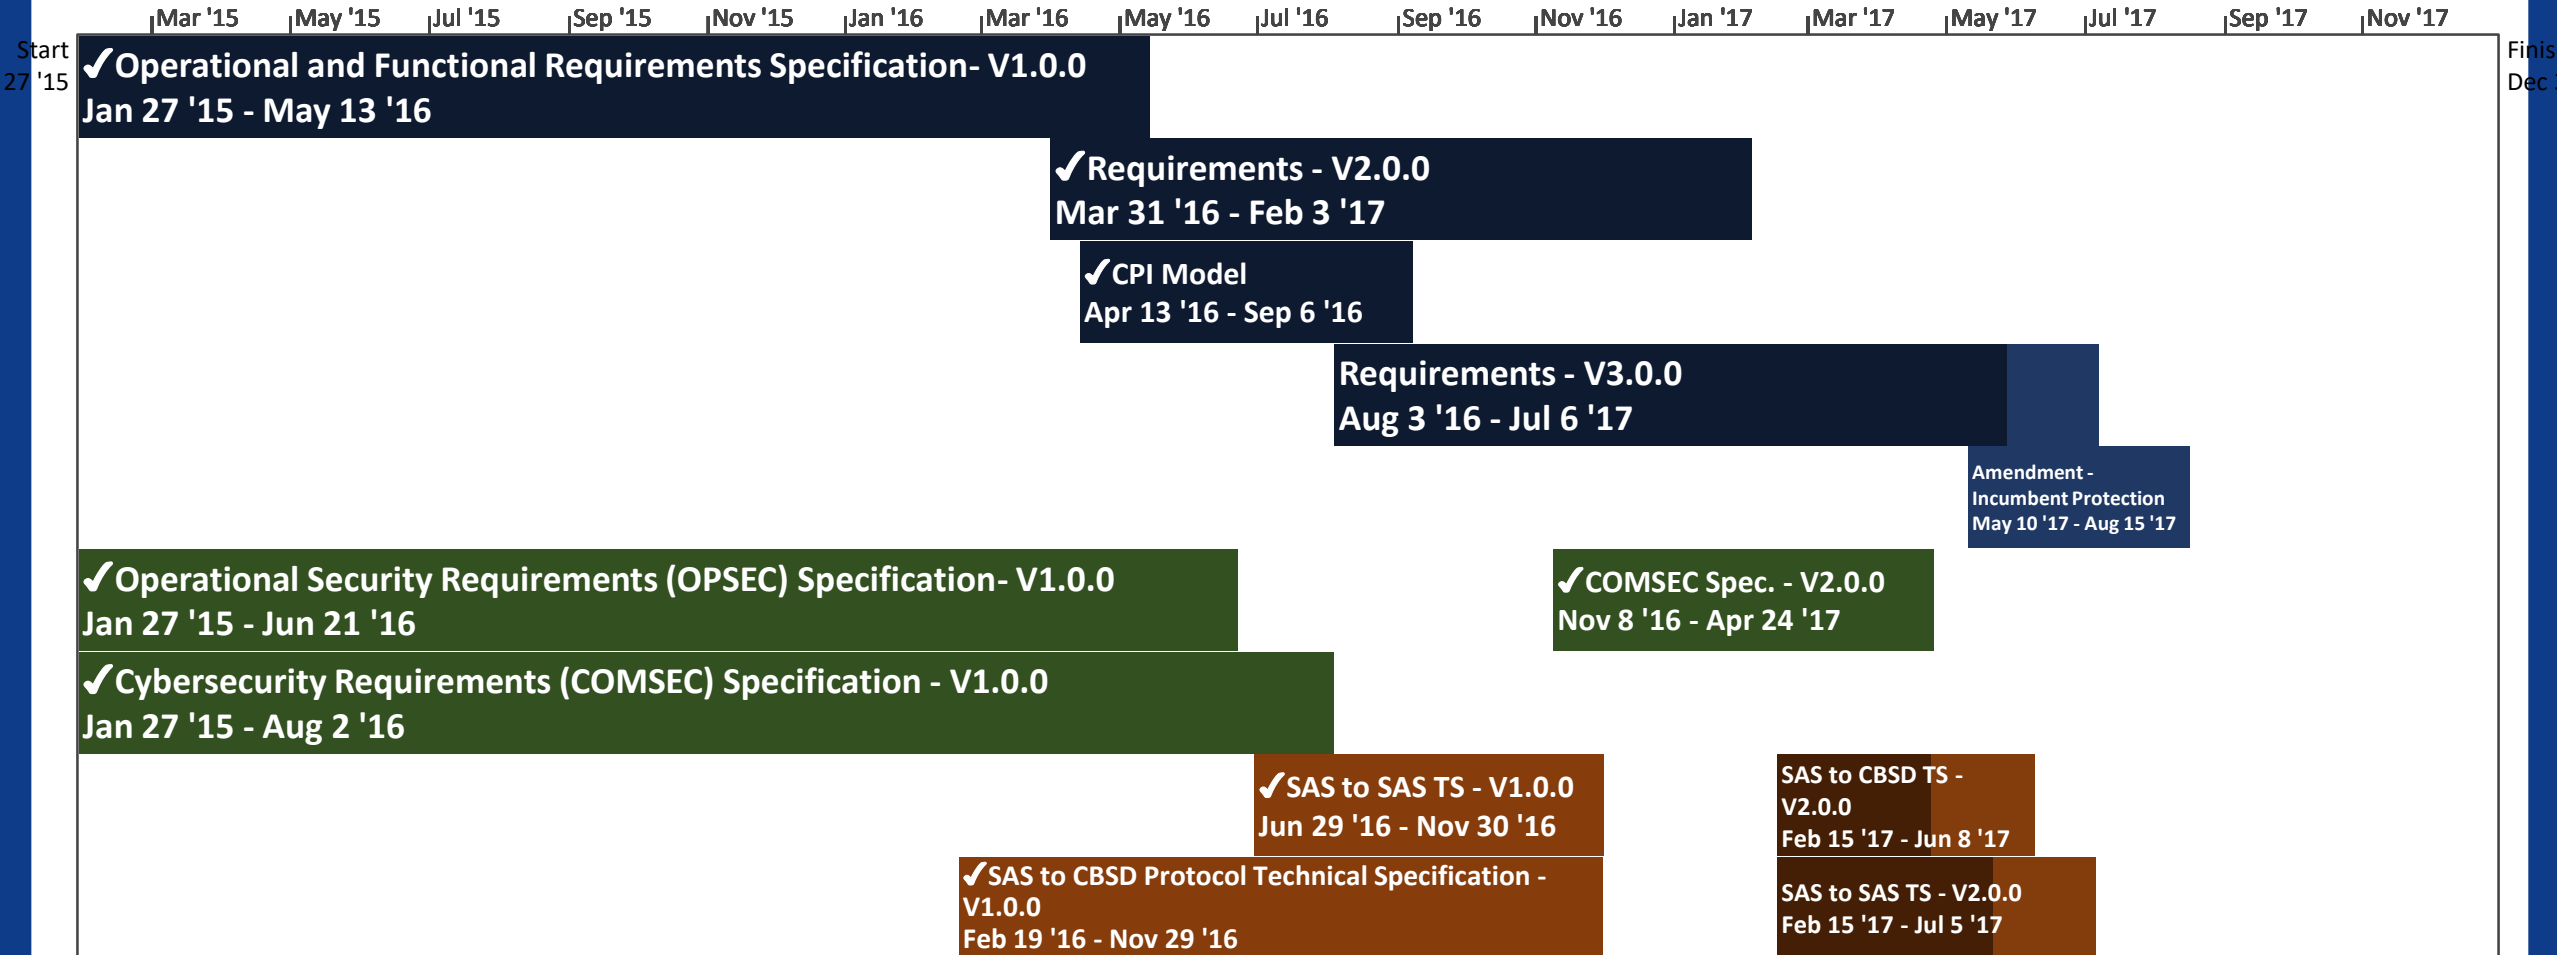 Mar '15 May '15 Jul '15 Sep '15 Nov '15 Jan '16 Mar '16 May '16 Jul '16 Sep '16 Nov '16 Jan '17 Mar '17 May '17 Jul '17 Sep '17 Nov '17
Start
27 '15
Finis
Dec
✓Operational and Functional Requirements Specification- V1.0.0
Jan 27 '15 - May 13 '16
✓Requirements - V2.0.0
Mar 31 '16 - Feb 3 '17
✓CPI Model
Apr 13 '16 - Sep 6 '16
Requirements - V3.0.0
Aug 3 '16 - Jul 6 '17
Amendment -
Incumbent Protection
May 10 '17 - Aug 15 '17
✓Operational Security Requirements (OPSEC) Specification- V1.0.0
Jan 27 '15 - Jun 21 '16
✓COMSEC Spec. - V2.0.0
Nov 8 '16 - Apr 24 '17
✓Cybersecurity Requirements (COMSEC) Specification - V1.0.0
Jan 27 '15 - Aug 2 '16
✓SAS to SAS TS - V1.0.0
Jun 29 '16 - Nov 30 '16
SAS to CBSD TS -
V2.0.0
Feb 15 '17 - Jun 8 '17
✓SAS to CBSD Protocol Technical Specification -
V1.0.0
Feb 19 '16 - Nov 29 '16
SAS to SAS TS - V2.0.0
Feb 15 '17 - Jul 5 '17